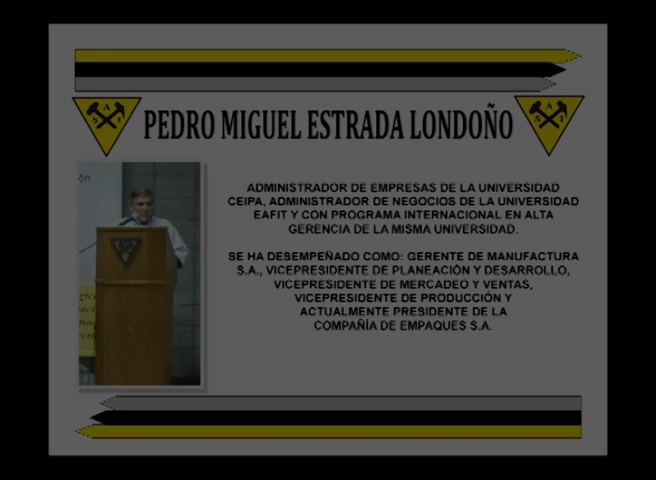 A
S I
A
S I
PEDRO MIGUEL ESTRADA LONDOÑO
ón
ADMINISTRADOR DE EMPRESAS DE LA UNIVERSIDAD
CEIPA, ADMINISTRADOR DE NEGOCIOS DE LA UNIVERSIDAD
EAFIT Y CON PROGRAMA INTERNACIONAL EN ALTA
GERENCIA DE LA MISMA UNIVERSIDAD.
SE HA DESEMPEÑADO COMO: GERENTE DE MANUFACTURA
S.A., VICEPRESIDENTE DE PLANEACIÓN Y DESARROLLO,
VICEPRESIDENTE DE MERCADEO Y VENTAS,
VICEPRESIDENTE DE PRODUCCIÓN Y
ACTUALMENTE PRESIDENTE DE LA
COMPAÑÍA DE EMPAQUES S.A.